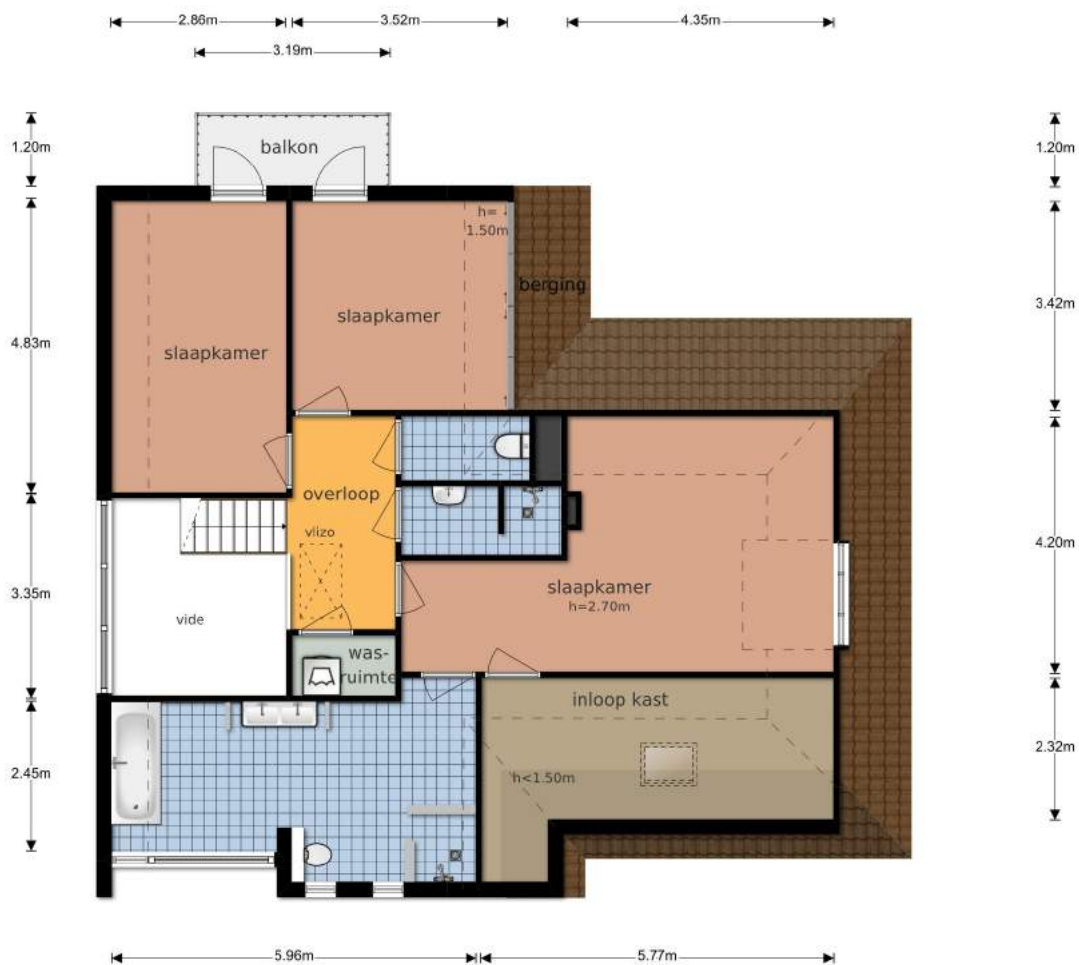 2.86m
3.52m
4.35m
3.19m
1.20m
balkon
1.20m
h=
1.50m
berging
slaapkamer
3.42m
4.83m
slaapkamer
overloop
vlizo
4.20m
slaapkamer
h=2.70m
3.35m
vide
was-
ruimte
inloop kast
2.45m
h<1.50m
2.32m
5.96m
5.77m